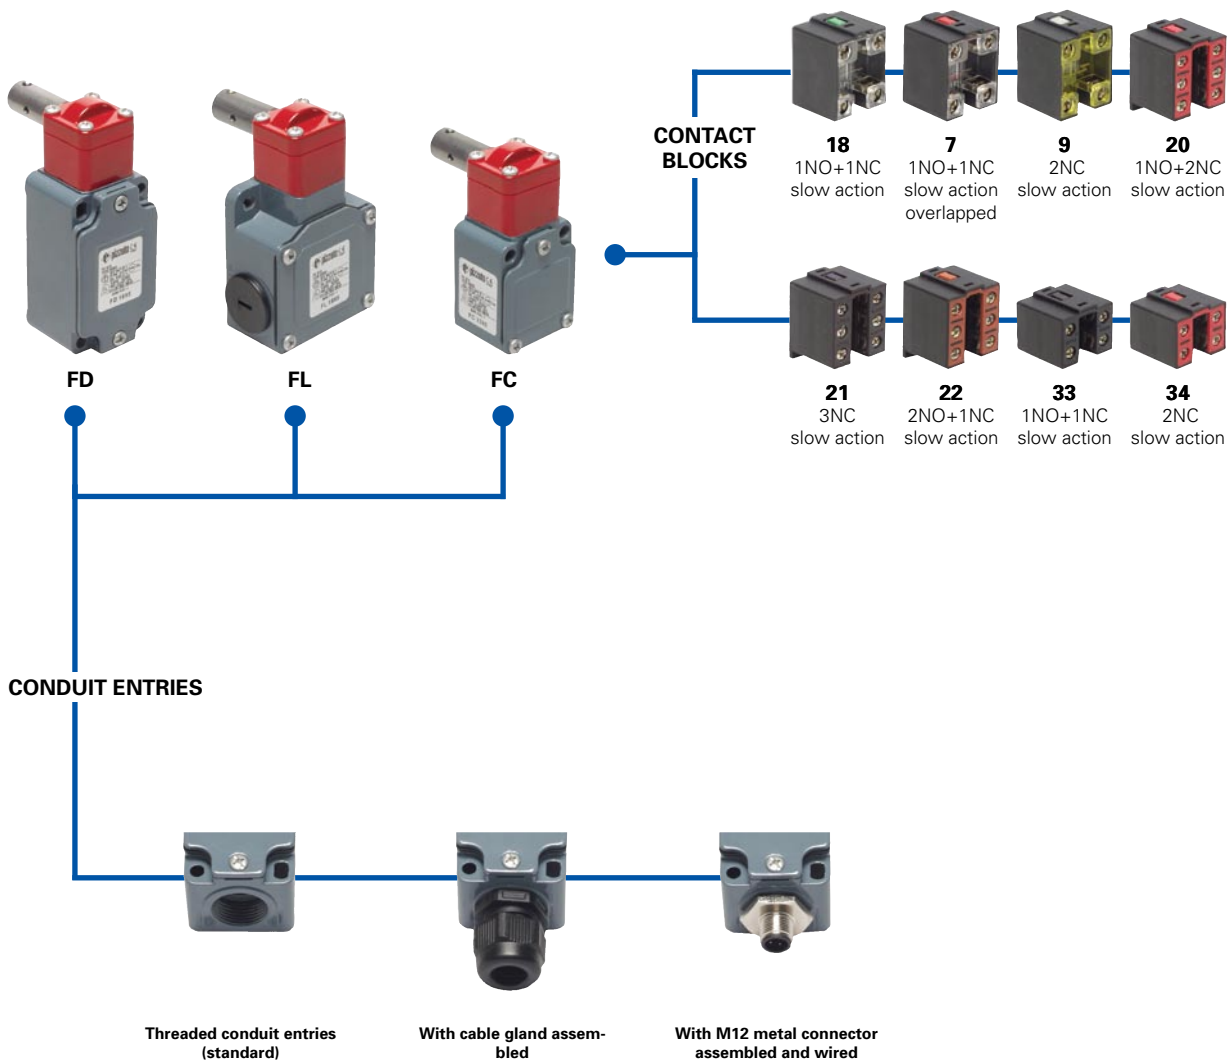 CONTACT
BLOCKS
18
1NO+1NC
slow action
7
1NO+1NC
slow action
overlapped
9
2NC
slow action
20
1NO+2NC
slow action
21
3NC
slow action
22
2NO+1NC
slow action
33
1NO+1NC
slow action
34
2NC
slow action
FD
FL
FC
CONDUIT ENTRIES
Threaded conduit entries
(standard)
With cable gland assem-
bled
With M12 metal connector
assembled and wired